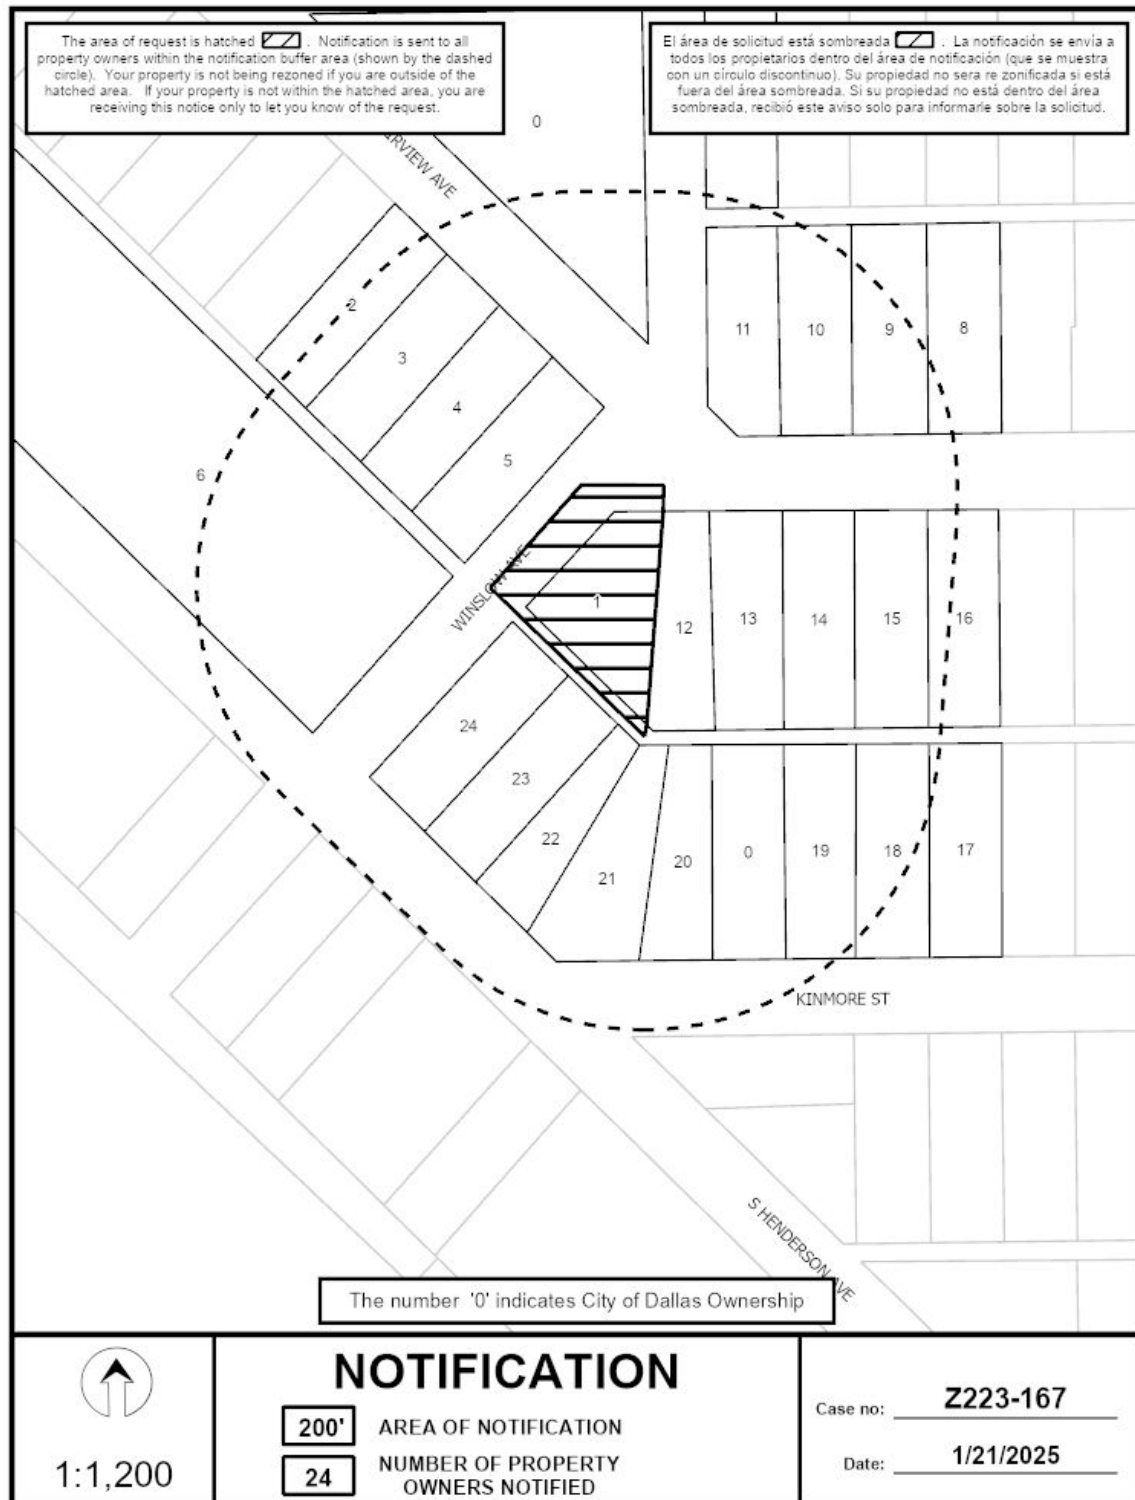 The area of request is hatched . Notification is sent to all
property owners within the notification buffer area (shown by the dashed
circle). Your property is not being rezoned if you are outside of the
hatched area. If your property is not within the hatched area, you are
receiving this notice only to let you know of the request.
El área de solicitud está sombreada . La notificación se envía a
todos los propietarios dentro del área de notificación (que se muestra
con un círculo discontinuo). Su propiedad no sera re zonificada si está
fuera del área sombreada. Si su propiedad no está dentro del área
sombreada, recibió este aviso solo para informarle sobre la solicitud.
0
IRVIEW AVE
2
3
4
5
6
11
10
9
8
WINSLOW AVE
1
12
13
14
15
16
24
23
22
21
20
0
19
18
17
KINMORE ST
S HENDERSON AVE
The number '0' indicates City of Dallas Ownership
1:1,200
NOTIFICATION
200' AREA OF NOTIFICATION
24 NUMBER OF PROPERTY
OWNERS NOTIFIED
Case no: Z223-167
Date: 1/21/2025